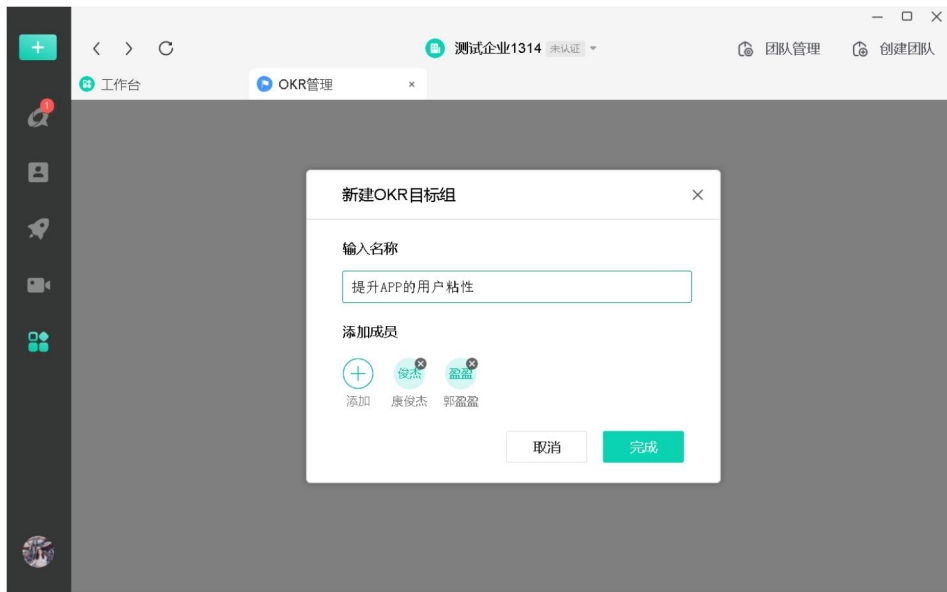 测试企业1314 未认证
团队管理
创建团队
工作台
OKR管理
1
新建OKR目标组
输入名称
提升APP的用户粘性
添加成员
俊杰
盈盈
添加
康俊杰
郭盈盈
取消
完成